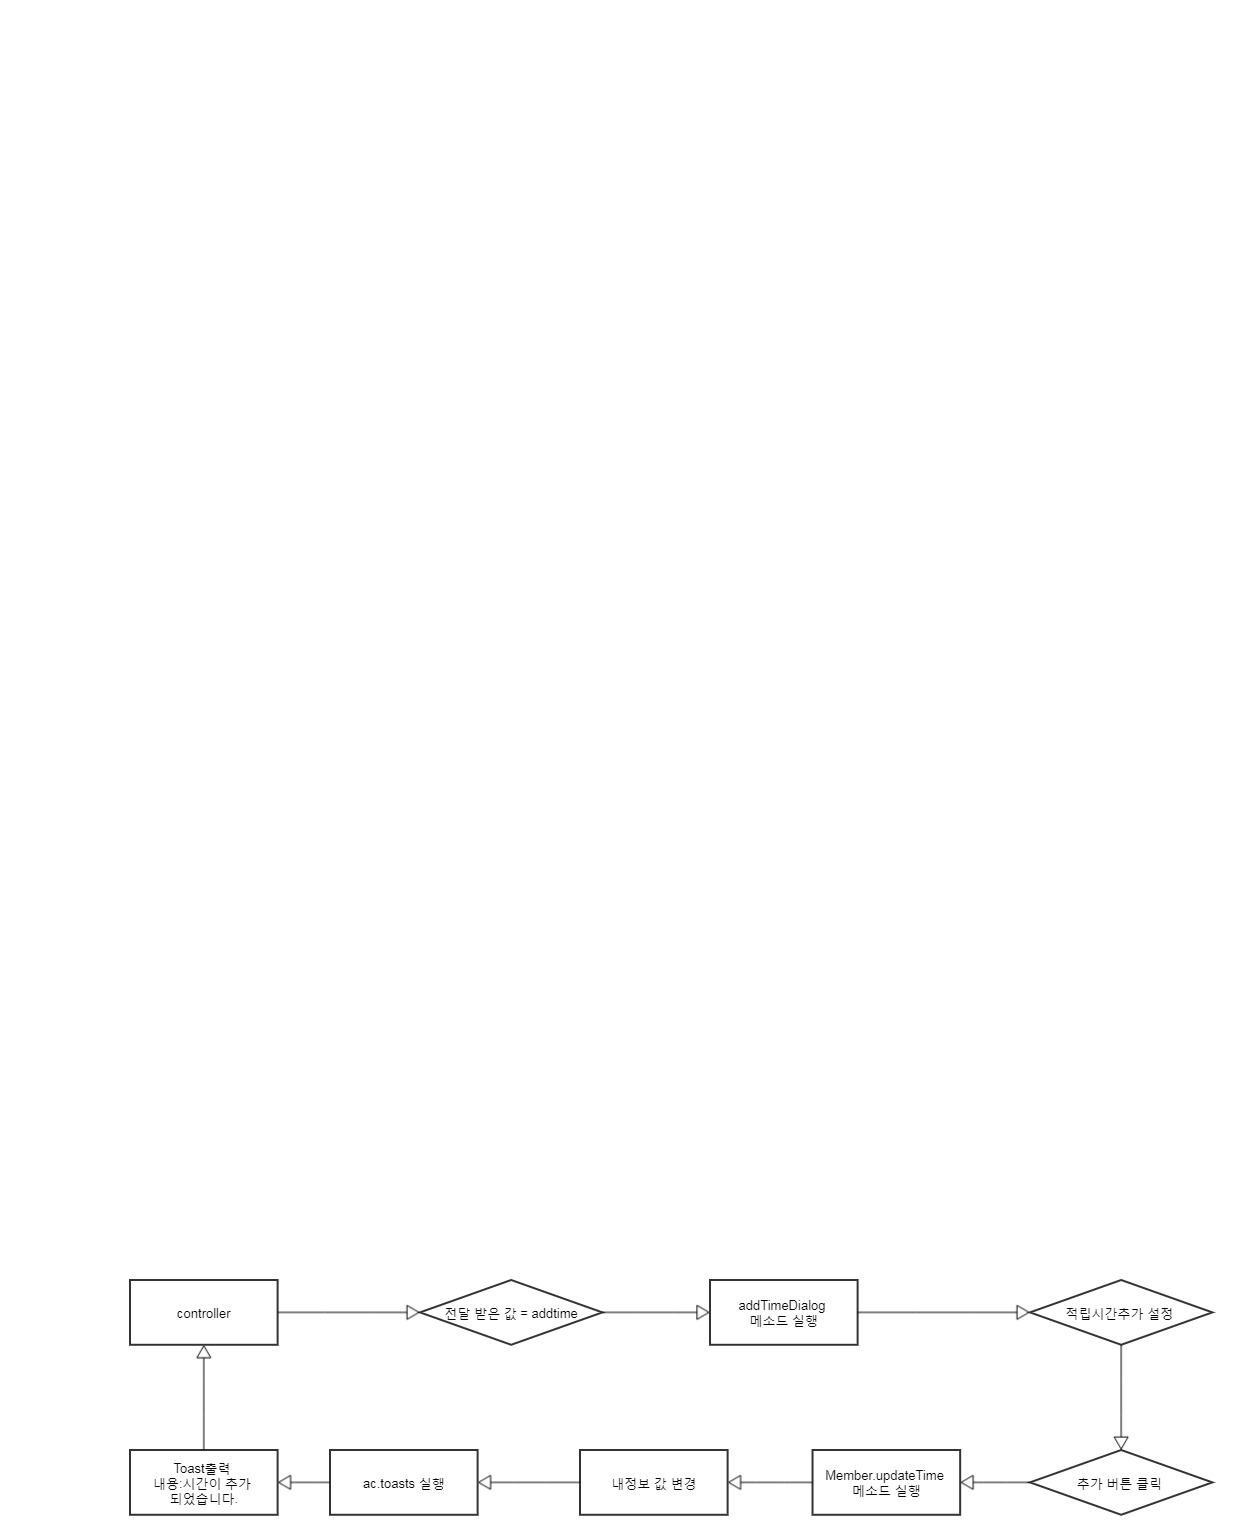 controller
전달 받은 값 = addtime
addTimeDialog
메소드 실행
적립시간추가 설정
Toast출력
내용:시간이 추가
되었습니다.
ac.toasts 실행
내정보 값 변경
Member.updateTime
메소드 실행
추가 버튼 클릭